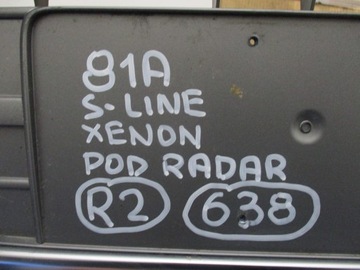 81A
S-LINE
XENON
POD RADAR
R2 638